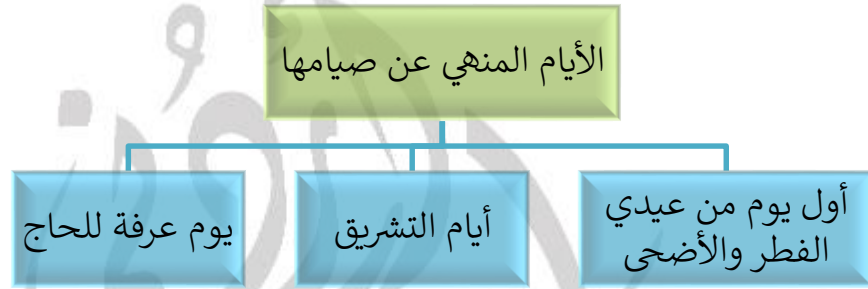 الأيام المنهي عن صيامها
أول يوم من عيدي
الفطر والأضحى
أيام التشريق
يوم عرفة للحاج